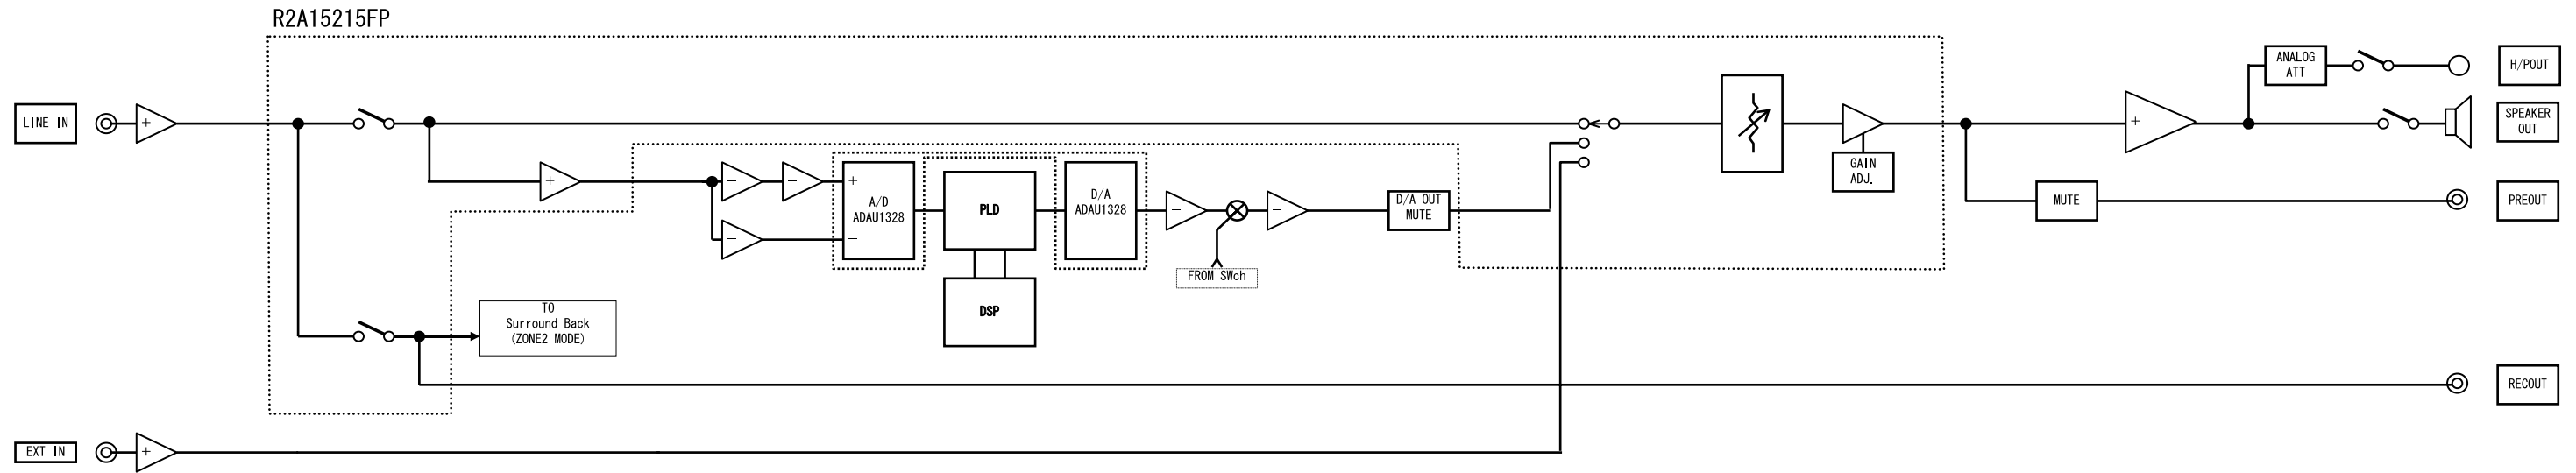 R2A15215FP
ANALOG
ATT
H/POUT
LINE IN
+
+
SPEAKER
OUT
GAIN
ADJ.
+
−
−
+
−
−
A/D
ADAU1328
PLD
D/A
ADAU1328
−
−
D/A OUT
MUTE
MUTE
PREOUT
FROM SWch
DSP
TO
Surround Back
(ZONE2 MODE)
RECOUT
EXT IN
+